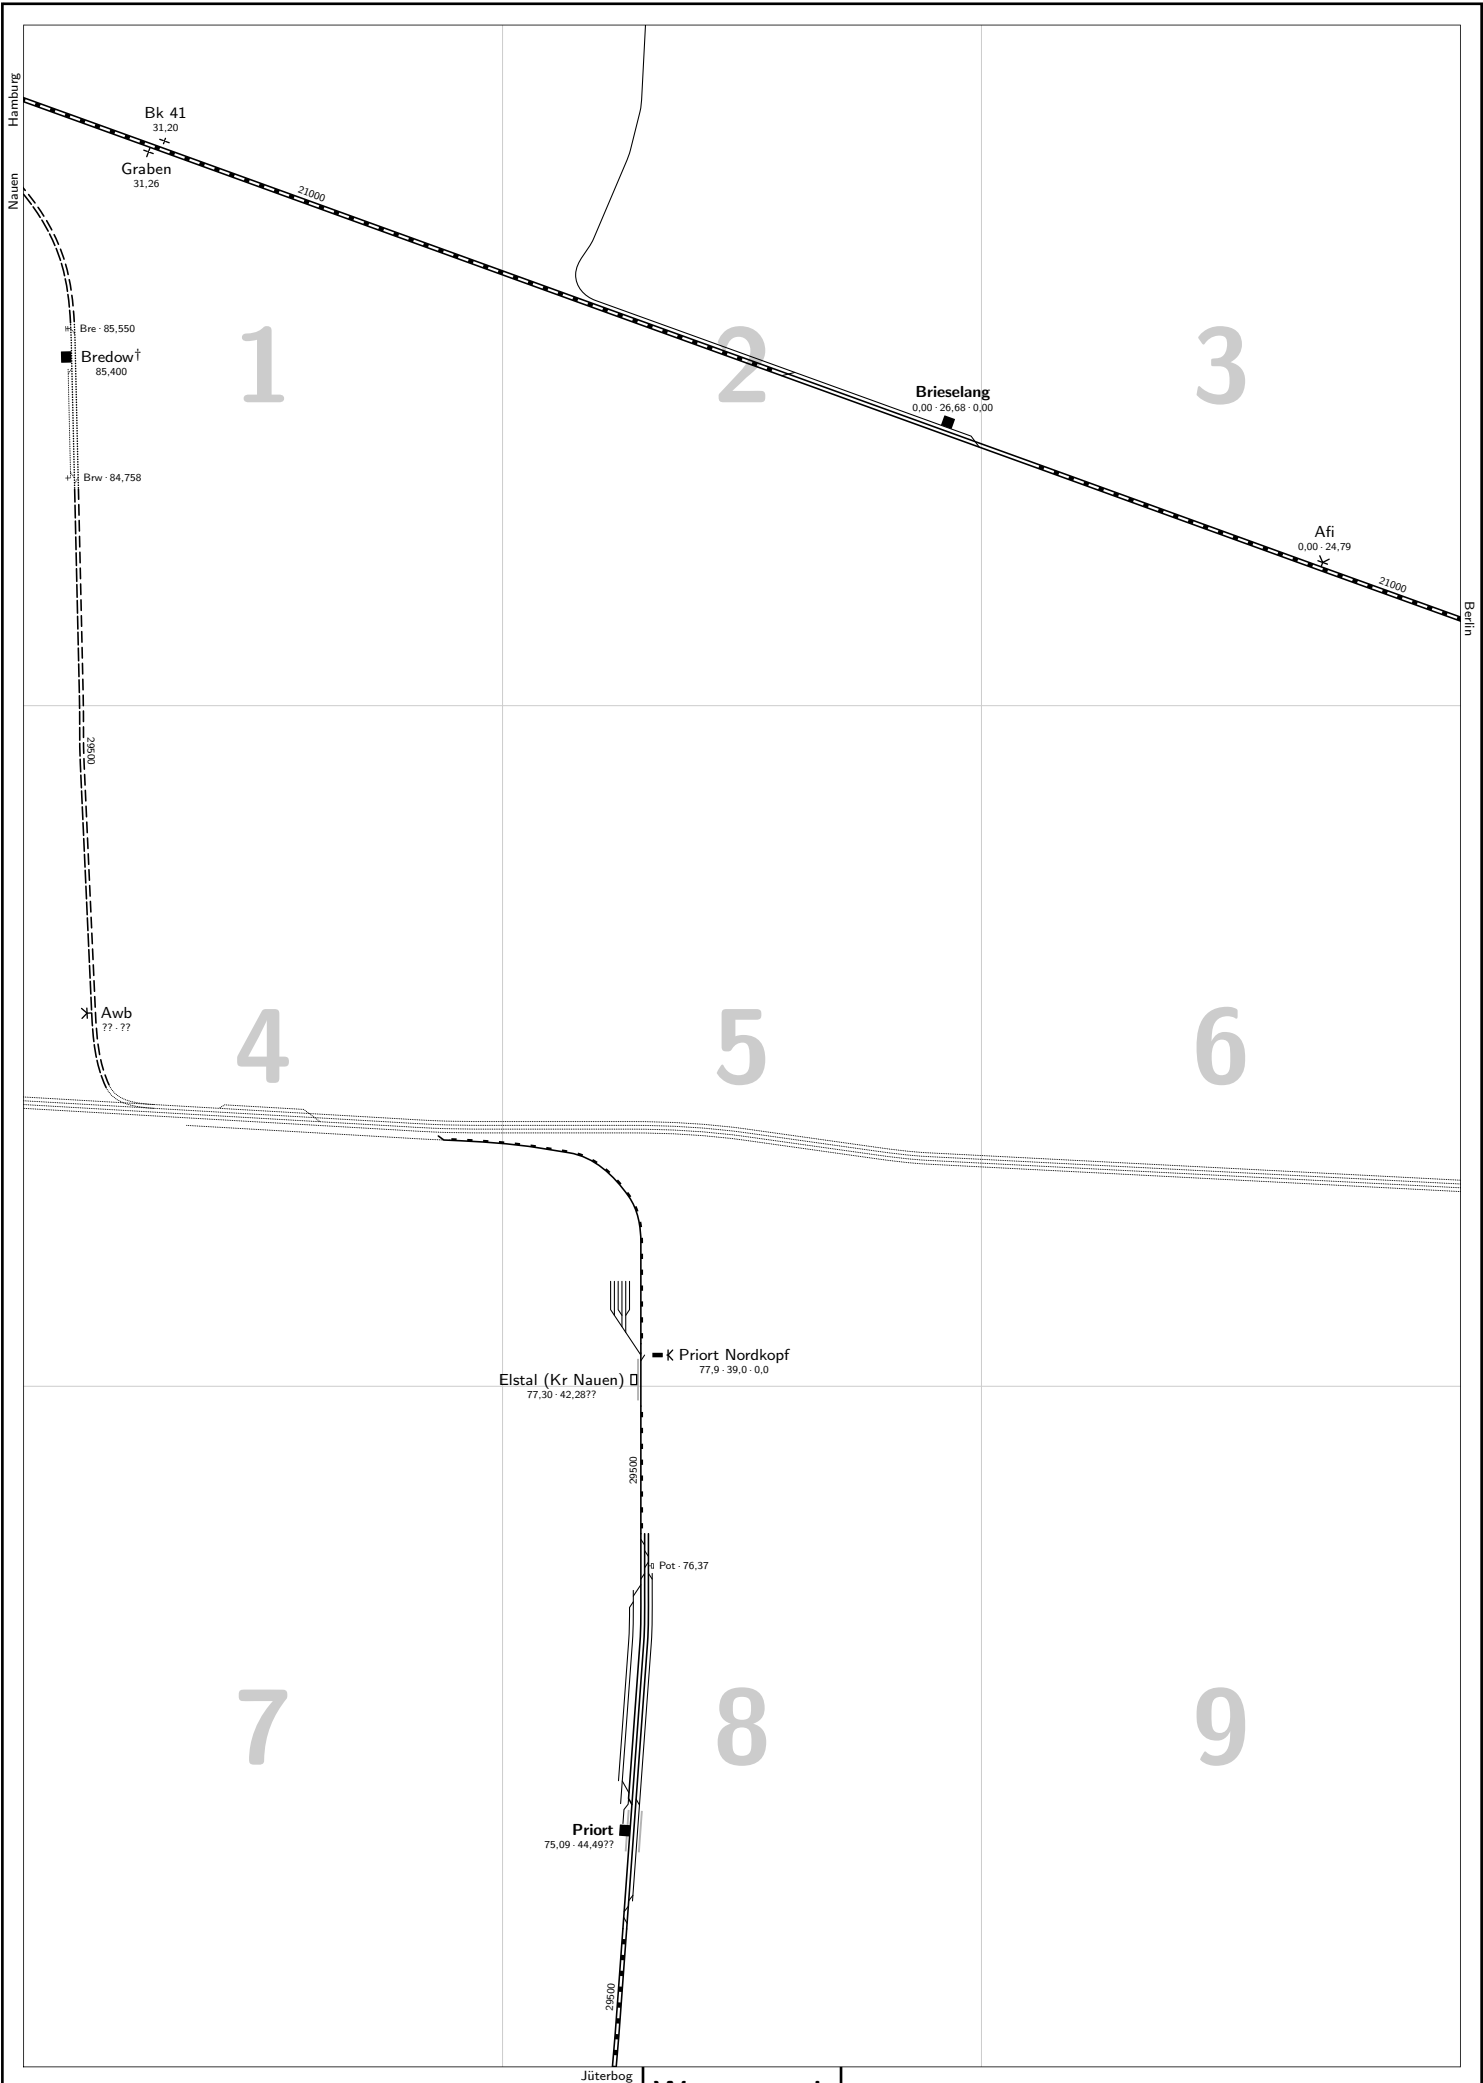 Hamburg
Bk 41
31,20
Graben
31,26
Nauen
21000
Bre · 85,550
Bredow†
85,400
1
2
3
Brieselang
0,00 · 26,68 · 0,00
Brw · 84,758
Afi
0,00 · 24,79
21000
Berlin
29500
Awb
?? · ??
4
5
6
Priort Nordkopf
77,9 · 39,0 · 0,0
Elstal (Kr Nauen)
77,30 · 42,28??
29500
Pot · 76,37
7
8
9
Priort
75,09 · 44,49??
29500
Jüterbog